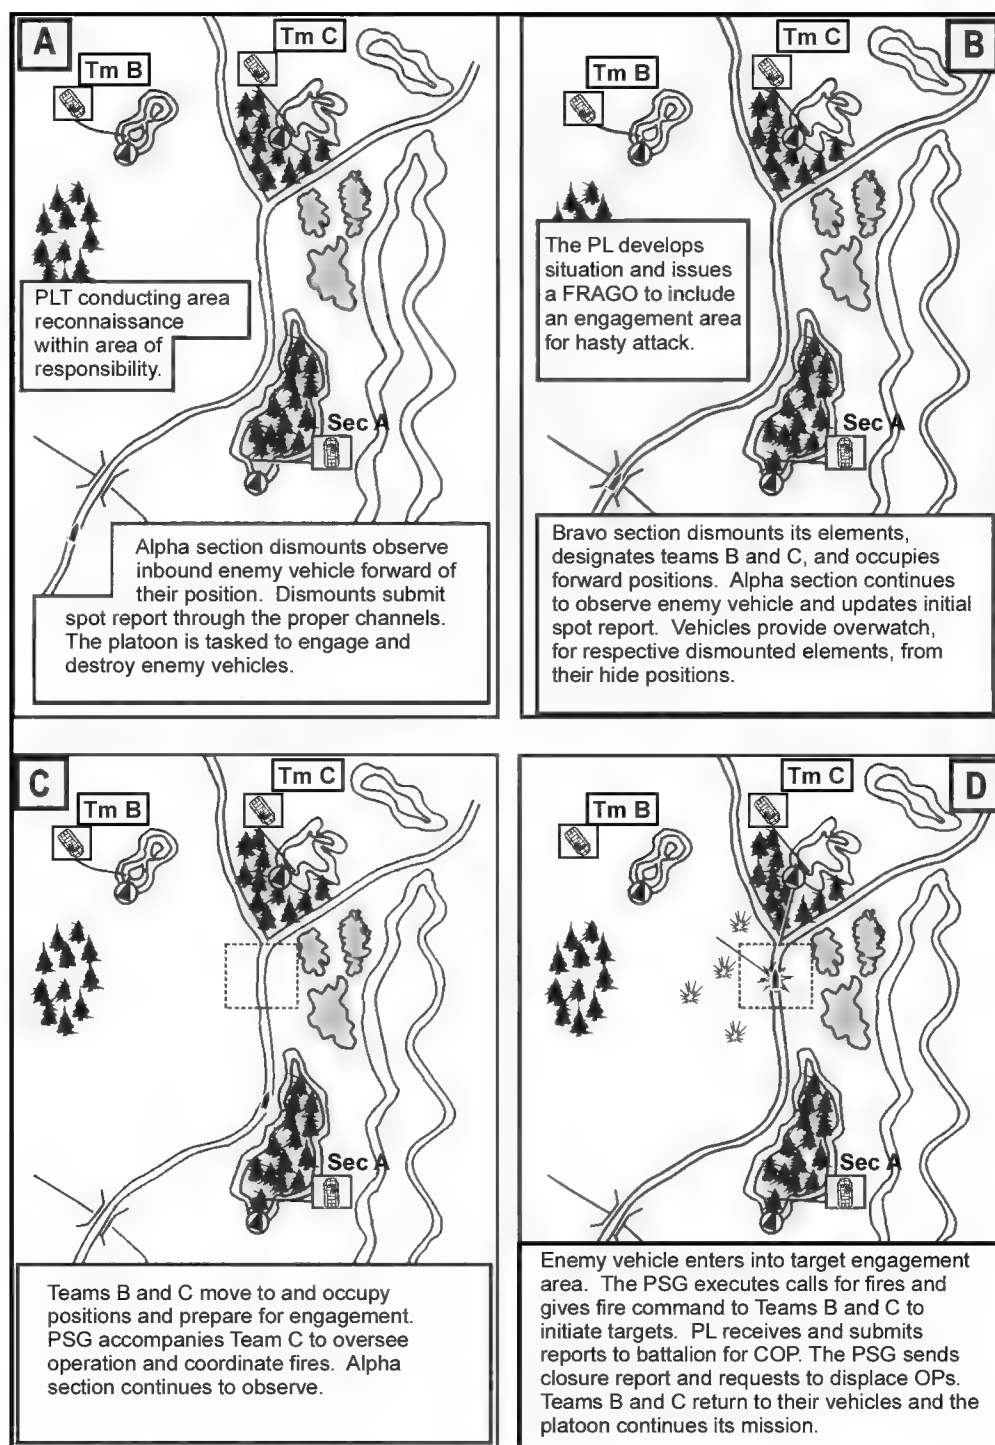 A
Tm C
Tm B
PLT conducting area
reconnaissance
within area of
responsibility.
Sec A
Alpha section dismounts observe
inbound enemy vehicle forward of
their position. Dismounts submit
spot report through the proper channels.
The platoon is tasked to engage and
destroy enemy vehicles.
B
Tm C
Tm B
The PL develops
situation and issues
a FRAGO to include
an engagement area
for hasty attack.
Sec A
Bravo section dismounts its elements,
designates teams B and C, and occupies
forward positions. Alpha section continues
to observe enemy vehicle and updates initial
spot report. Vehicles provide overwatch,
for respective dismounted elements, from
their hide positions.
C
Tm C
Tm B
Sec A
Teams B and C move to and occupy
positions and prepare for engagement.
PSG accompanies Team C to oversee
operation and coordinate fires. Alpha
section continues to observe.
D
Tm C
Tm B
Sec A
Enemy vehicle enters into target engagement
area. The PSG executes calls for fires and
gives fire command to Teams B and C to
initiate targets. PL receives and submits
reports to battalion for COP. The PSG sends
closure report and requests to displace OPs.
Teams B and C return to their vehicles and the
platoon continues its mission.